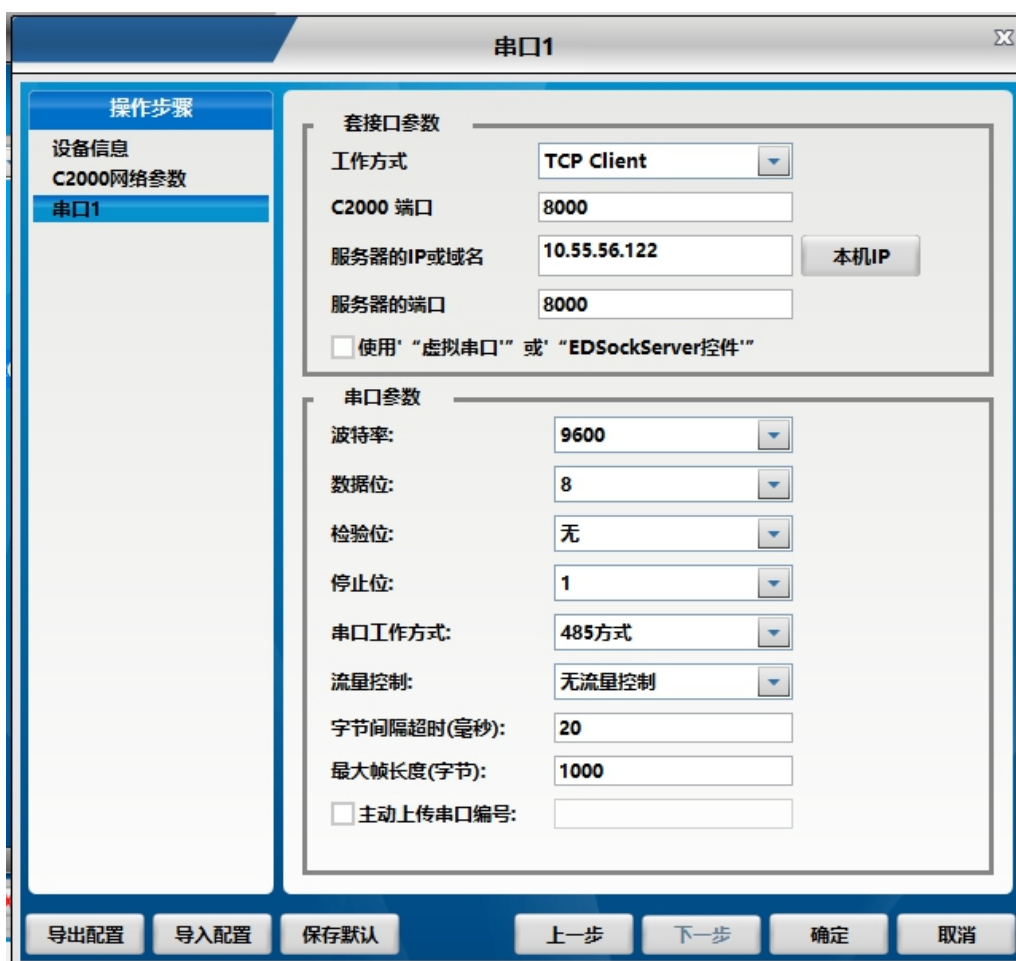 串口1
操作步骤
设备信息
C2000网络参数
串口1
套接口参数
工作方式 TCP Client
C2000 端口 8000
服务器的IP或域名 10.55.56.122 本机IP
服务器的端口 8000
使用' “虚拟串口'” 或' “EDSockServer控件'”
串口参数
波特率: 9600
数据位: 8
检验位: 无
停止位: 1
串口工作方式: 485方式
流量控制: 无流量控制
字节间隔超时(毫秒): 20
最大帧长度(字节): 1000
主动上传串口编号:
导出配置 导入配置 保存默认 上一步 下一步 确定 取消